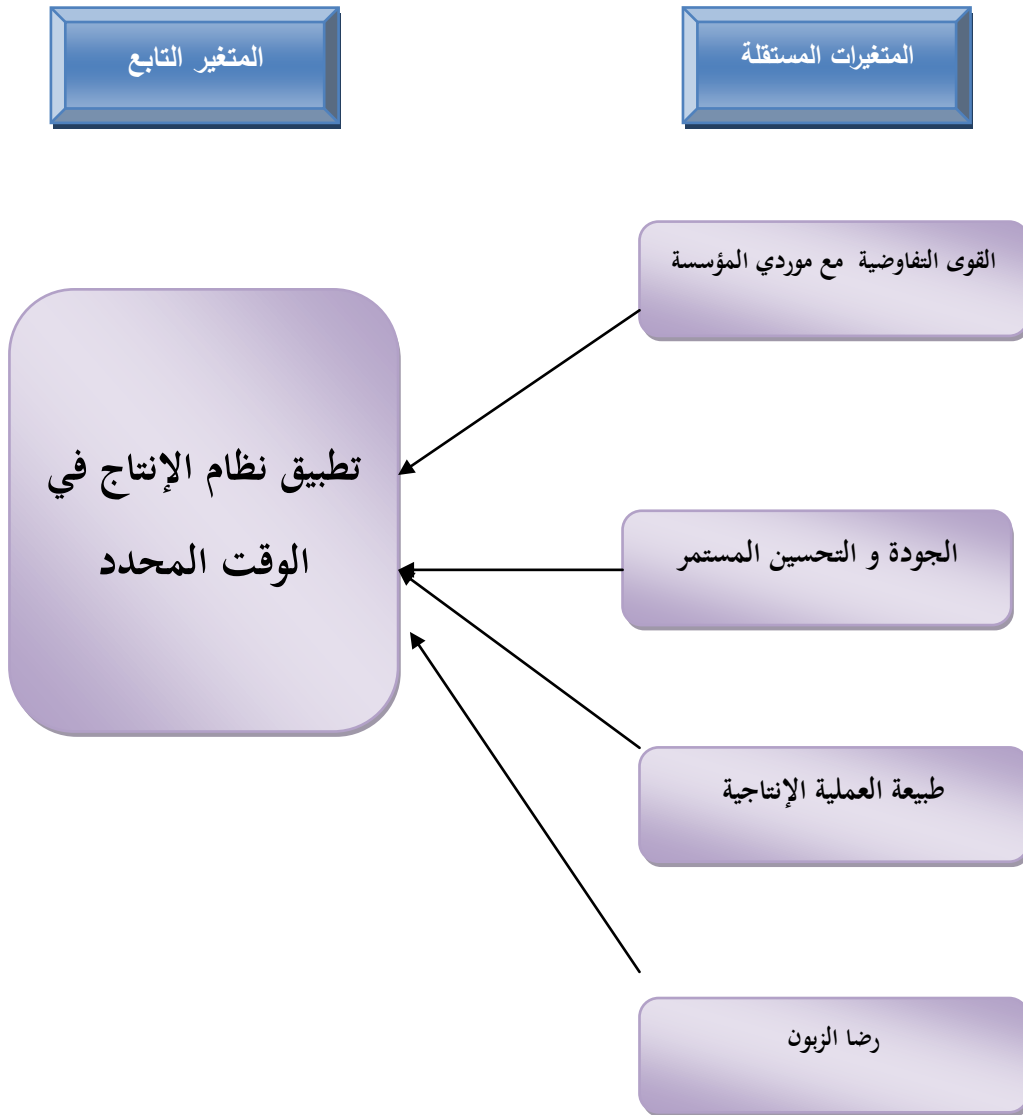 المتغيرات المستقلة
المتغير التابع
القوى التفاوضية مع موردي المؤسسة
تطبيق نظام الإنتاج في
الوقت المحدد
الجودة و التحسين المستمر
طبيعة العملية الإنتاجية
رضا الزبون